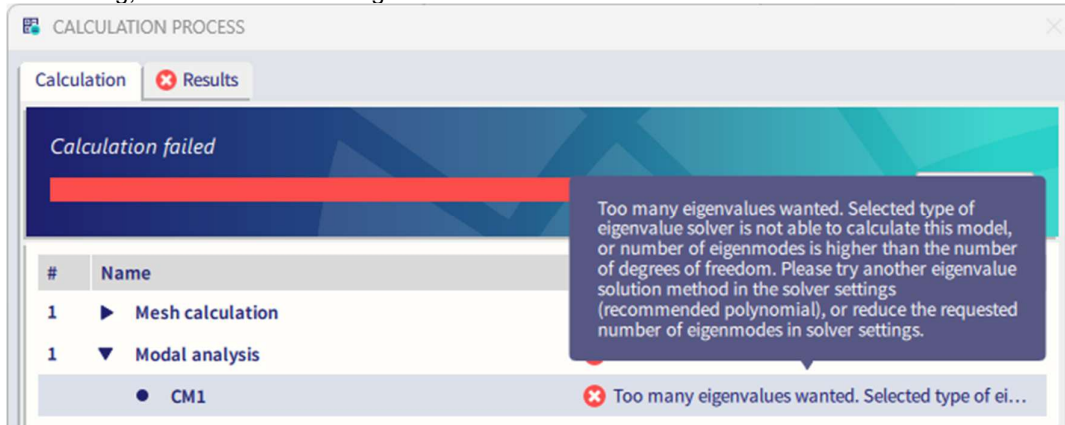 CALCULATION PROCESS
Calculation
Results
Calculation failed
Too many eigenvalues wanted. Selected type of
eigenvalue solver is not able to calculate this model,
or number of eigenmodes is higher than the number
of degrees of freedom. Please try another eigenvalue
solution method in the solver settings
(recommended polynomial), or reduce the requested
number of eigenmodes in solver settings.
# Name
1 Mesh calculation
1 Modal analysis
CM1 Too many eigenvalues wanted. Selected type of ei...